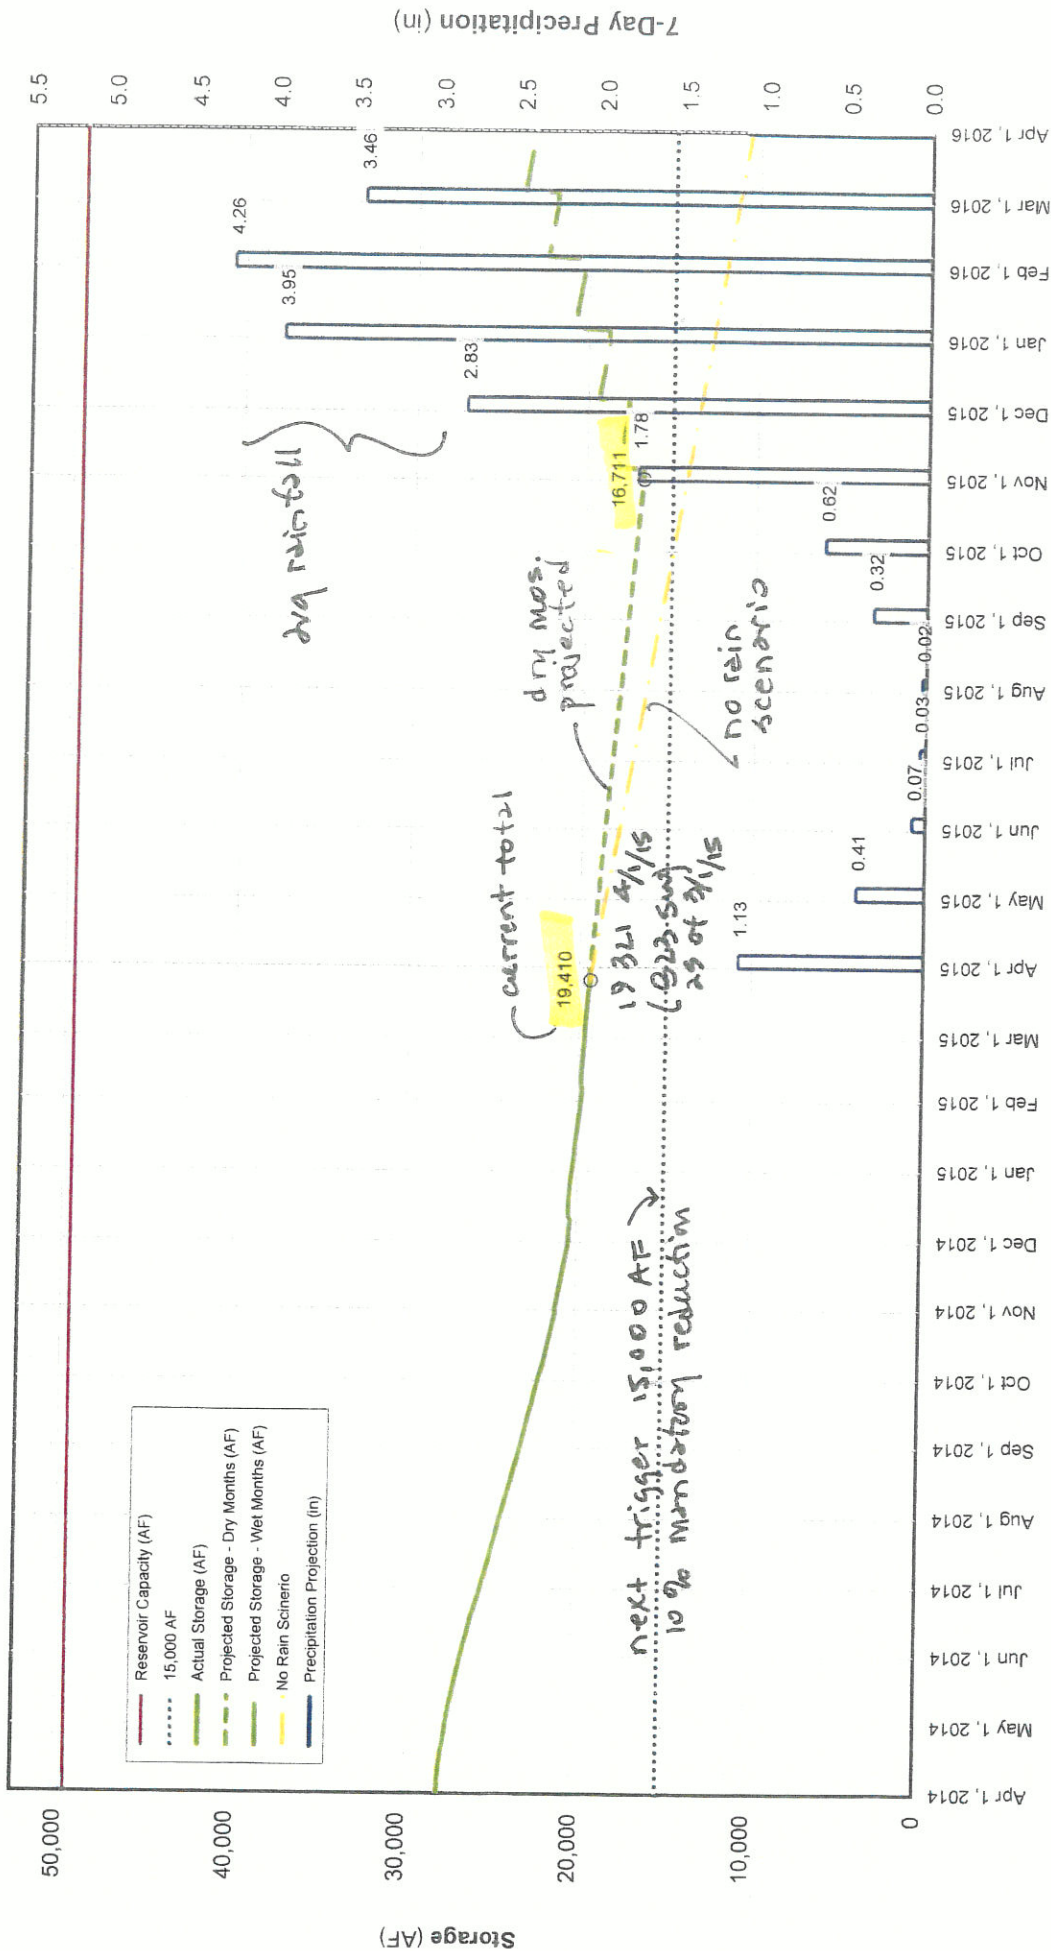 Storage (AF)
50,000
40,000
30,000
20,000
10,000
0
Reservoir Capacity (AF)
15,000 AF
Actual Storage (AF)
Projected Storage - Dry Months (AF)
Projected Storage - Wet Months (AF)
No Rain Scinerio
Precipitation Projection (in)
next trigger 15,000 AF
10% mandatory reduction
current total
19,410
19 321 4/1/15
dry mos.
projected
no rain
scenario
avg rainfall
16,711
1.13
0.41
0.07
0.03
0.02
0.32
0.62
1.78
2.83
3.95
4.26
3.46
7-Day Precipitation (in)
5.5
5.0
4.5
4.0
3.5
3.0
2.5
2.0
1.5
1.0
0.5
0.0
Apr 1, 2014
May 1, 2014
Jun 1, 2014
Jul 1, 2014
Aug 1, 2014
Sep 1, 2014
Oct 1, 2014
Nov 1, 2014
Dec 1, 2014
Jan 1, 2015
Feb 1, 2015
Mar 1, 2015
Apr 1, 2015
May 1, 2015
Jun 1, 2015
Jul 1, 2015
Aug 1, 2015
Sep 1, 2015
Oct 1, 2015
Nov 1, 2015
Dec 1, 2015
Jan 1, 2016
Feb 1, 2016
Mar 1, 2016
Apr 1, 2016